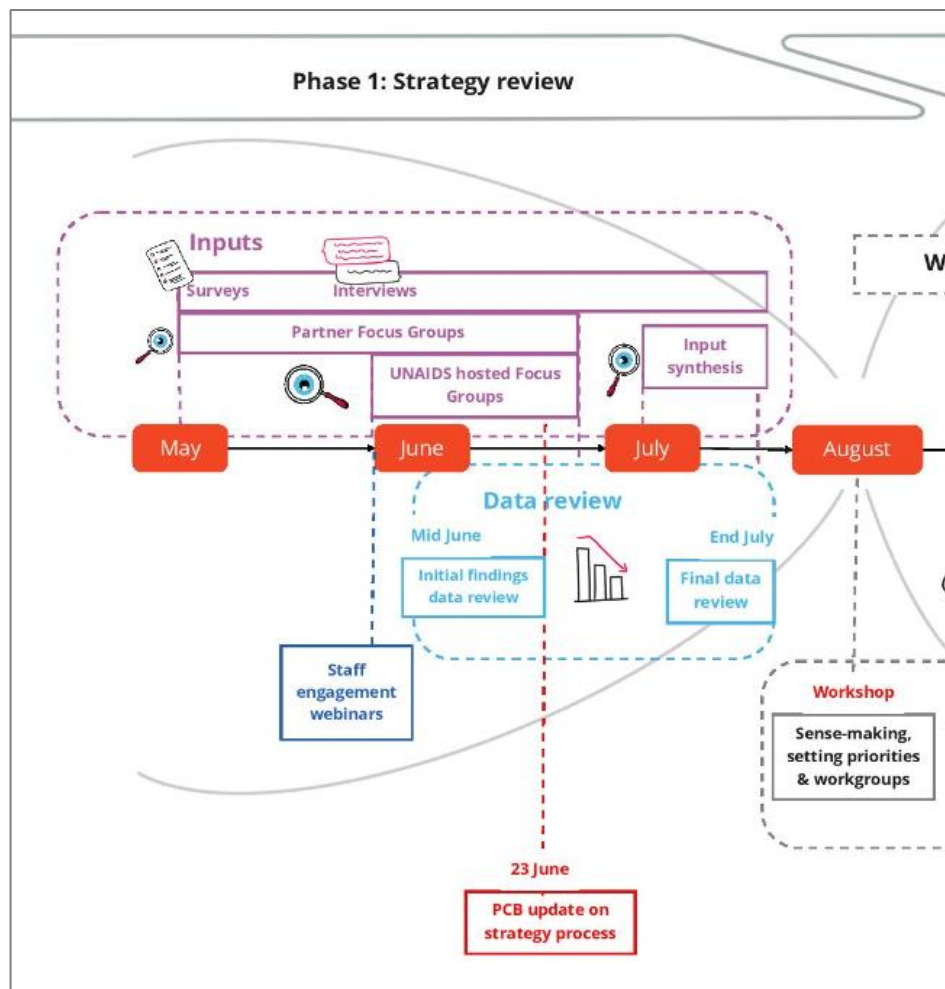 Phase 1: Strategy review
Inputs
Surveys
Interviews
Partner Focus Groups
UNAIDS hosted Focus
Groups
Input
synthesis
W
May
June
July
August
Data review
Mid June
End July
Initial findings
data review
Final data
review
Staff
engagement
webinars
Workshop
Sense-making,
setting priorities
& workgroups
23 June
PCB update on
strategy process